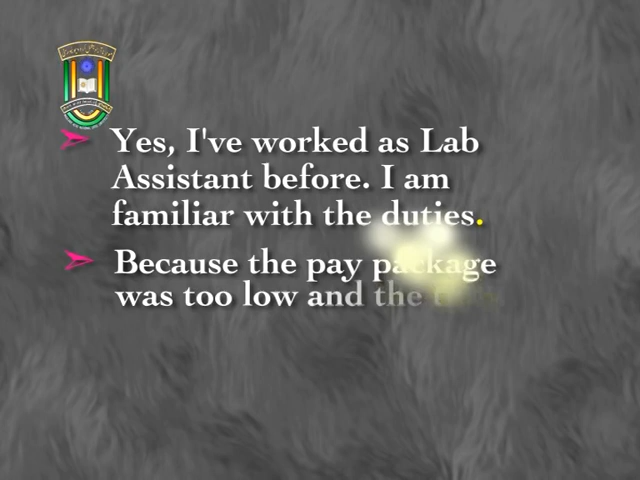 Yes, I've worked as Lab
Assistant before. I am
familiar with the duties.
Because the pay package
was too low and the